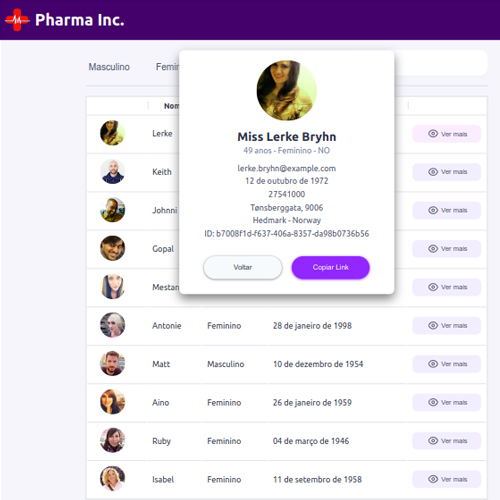 Pharma Inc.
Masculino
Femin
Nom
Miss Lerke Bryhn
49 anos - Feminino - NO
lerke.bryhn@example.com
12 de outubro de 1972
27541000
Tønsberggata, 9006
Hedmark - Norway
ID: b7008f1d-f637-406a-8357-da98b0736b56
Voltar
Copiar Link
Lerke
Ver mais
Keith
Ver mais
Johnni
Ver mais
Gopal
Ver mais
Mestan
Ver mais
Antonie Feminino 28 de janeiro de 1998 Ver mais
Matt Masculino 10 de dezembro de 1954 Ver mais
Aino Feminino 26 de janeiro de 1959 Ver mais
Ruby Feminino 04 de março de 1946 Ver mais
Isabel Feminino 11 de setembro de 1958 Ver mais